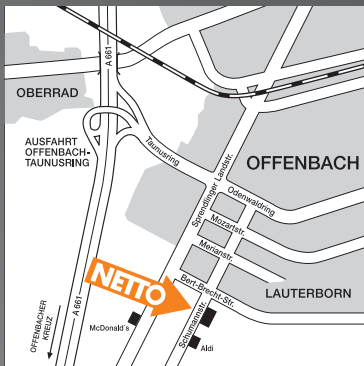 A 661
OBERRAD
AUSFAHRT
OFFENBACH-
TAUNUSRING
Taunusring
OFFENBACH
Sprendlinger Landstr.
Odenwaldring
Mozartstr.
Merianstr.
NETTO
Bert-Brecht-Str.
LAUTERBORN
Schumannstr.
McDonald's
Aldi
A 661
OFFENBACHER
KREUZ